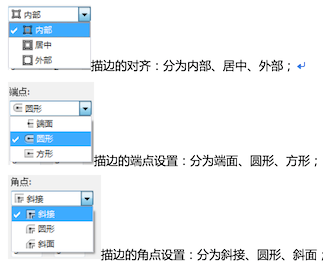 内部
内部
居中
外部
描边的对齐：分为内部、居中、外部；
端点:
圆形
端面
圆形
方形
描边的端点设置：分为端面、圆形、方形；
角点:
斜接
斜接
圆形
斜面
描边的角点设置：分为斜接、圆形、斜面；